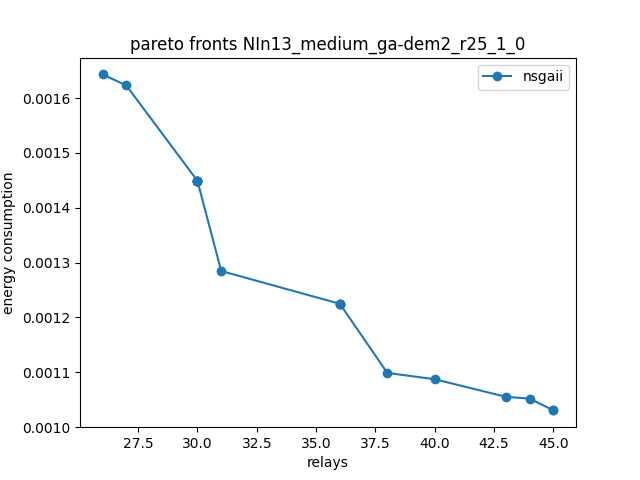 pareto fronts NIn13_medium_ga-dem2_r25_1_0
nsgaii
0.0016
0.0015
0.0014
0.0013
0.0012
0.0011
0.0010
energy consumption
27.5 30.0 32.5 35.0 37.5 40.0 42.5 45.0
relays